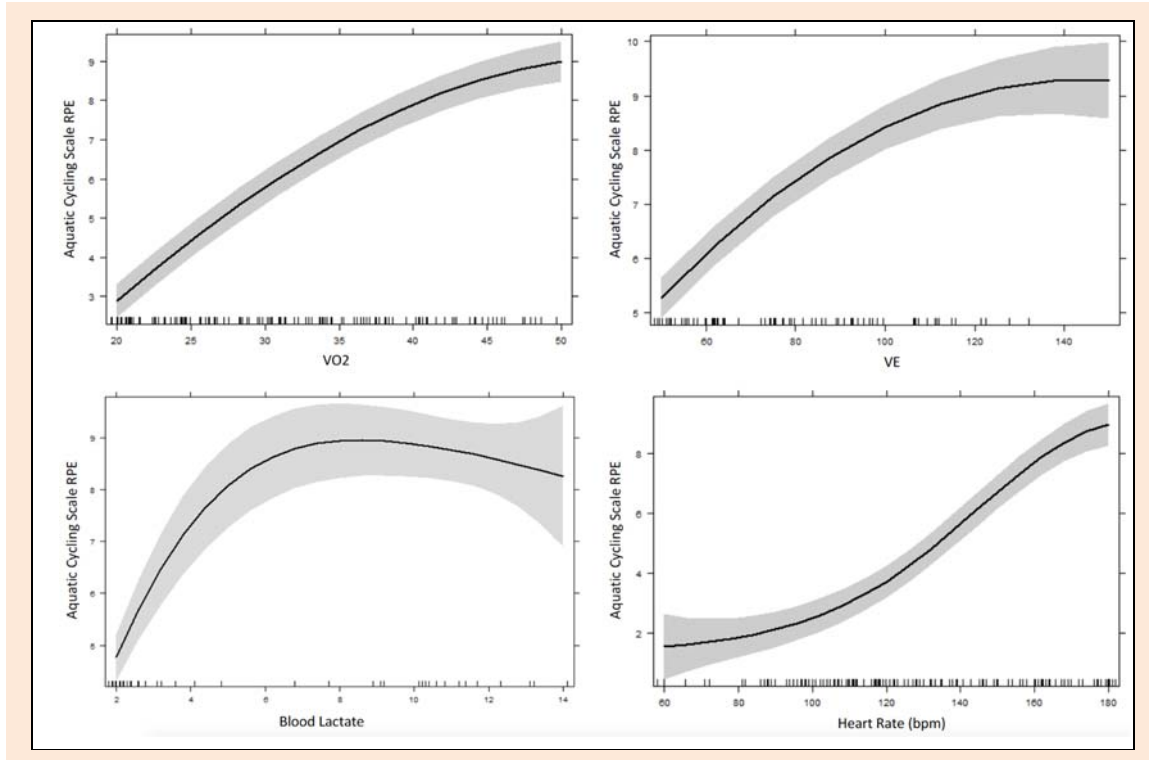 Aquatic Cycling Scale RPE
9
8
7
6
5
4
3
20 25 30 35 40 45 50
VO2
Aquatic Cycling Scale RPE
10
9
8
7
6
5
60 80 100 120 140
VE
Aquatic Cycling Scale RPE
9
8
7
6
5
2 4 6 8 10 12 14
Blood Lactate
Aquatic Cycling Scale RPE
8
6
4
2
60 80 100 120 140 160 180
Heart Rate (bpm)